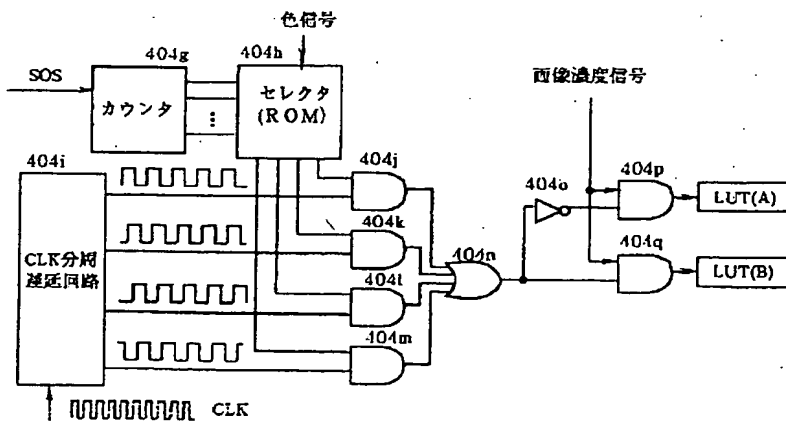 色信号
404g
404h
SOS
カウンタ
⋮
セレクタ
(ROM)
画像濃度信号
404i
404j
404k
404l
404m
404n
404o
404p
404q
LUT(A)
LUT(B)
CLK分周
遅延回路
CLK